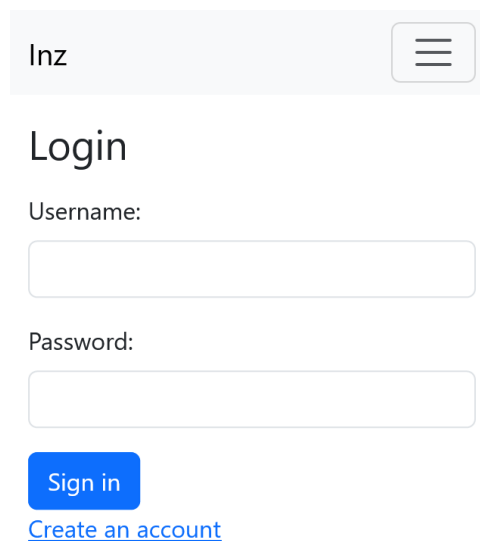 Inz
Login
Username:
Password:
Sign in
Create an account